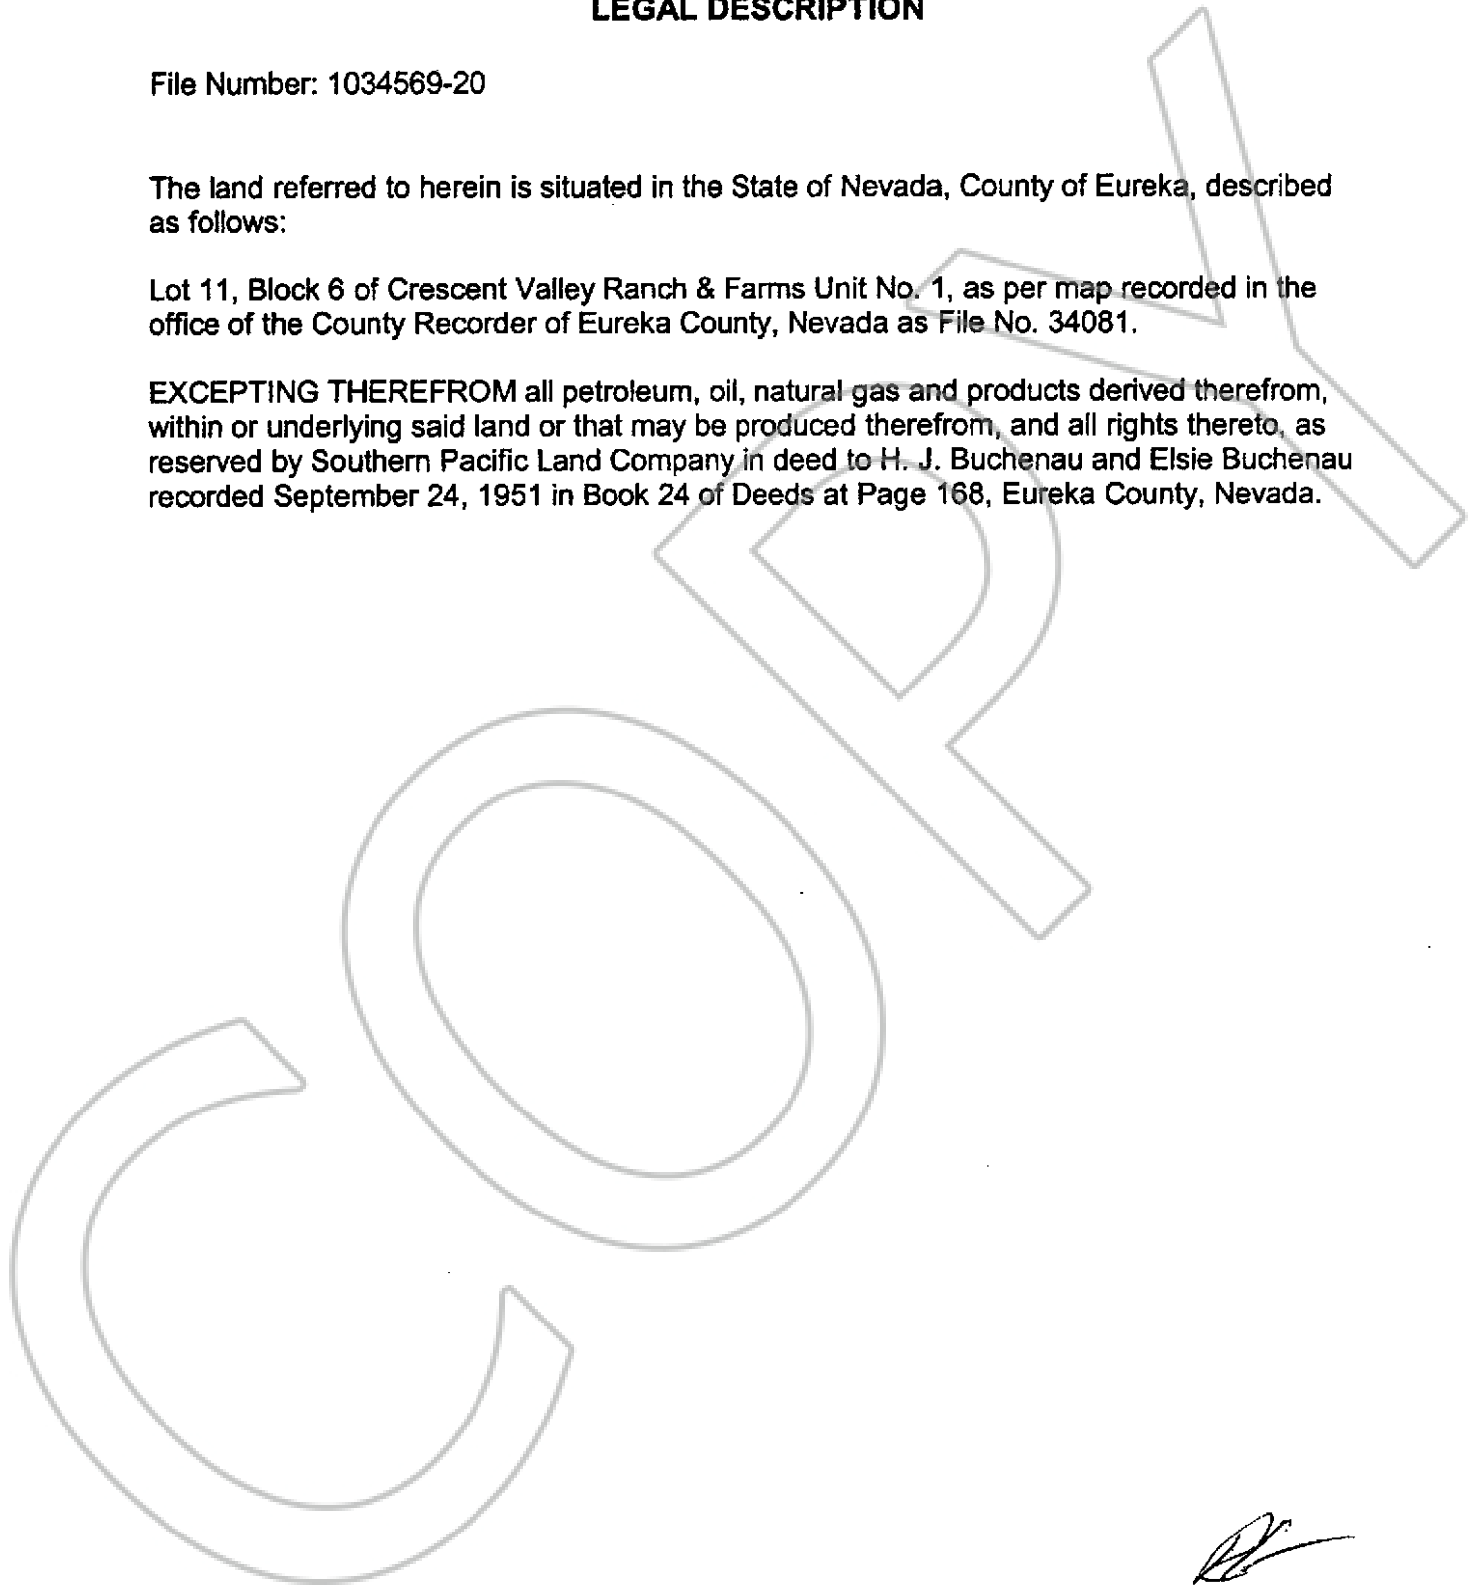 LEGAL DESCRIPTION
File Number: 1034569-20
The land referred to herein is situated in the State of Nevada, County of Eureka, described
as follows:
Lot 11, Block 6 of Crescent Valley Ranch & Farms Unit No. 1, as per map recorded in the
office of the County Recorder of Eureka County, Nevada as File No. 34081.
EXCEPTING THEREFROM all petroleum, oil, natural gas and products derived therefrom,
within or underlying said land or that may be produced therefrom, and all rights thereto, as
reserved by Southern Pacific Land Company in deed to H. J. Buchenau and Elsie Buchenau
recorded September 24, 1951 in Book 24 of Deeds at Page 168, Eureka County, Nevada.
COPY